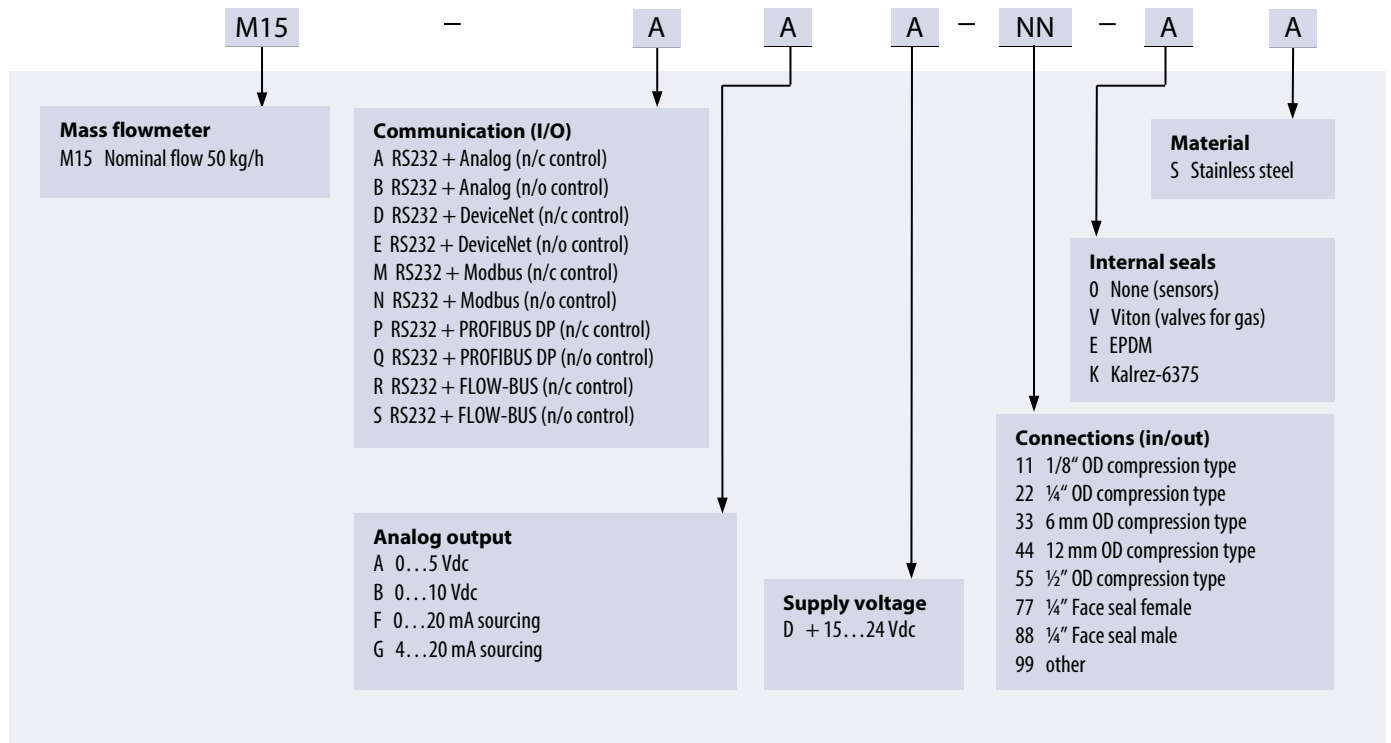 M15 – A A A – NN – A A
Mass flowmeter
M15 Nominal flow 50 kg/h
Communication (I/O)
A RS232 + Analog (n/c control)
B RS232 + Analog (n/o control)
D RS232 + DeviceNet (n/c control)
E RS232 + DeviceNet (n/o control)
M RS232 + Modbus (n/c control)
N RS232 + Modbus (n/o control)
P RS232 + PROFIBUS DP (n/c control)
Q RS232 + PROFIBUS DP (n/o control)
R RS232 + FLOW-BUS (n/c control)
S RS232 + FLOW-BUS (n/o control)
Analog output
A 0…5 Vdc
B 0…10 Vdc
F 0…20 mA sourcing
G 4…20 mA sourcing
Supply voltage
D + 15…24 Vdc
Connections (in/out)
11 1/8“ OD compression type
22 ¼“ OD compression type
33 6 mm OD compression type
44 12 mm OD compression type
55 ½” OD compression type
77 ¼” Face seal female
88 ¼” Face seal male
99 other
Internal seals
0 None (sensors)
V Viton (valves for gas)
E EPDM
K Kalrez-6375
Material
S Stainless steel